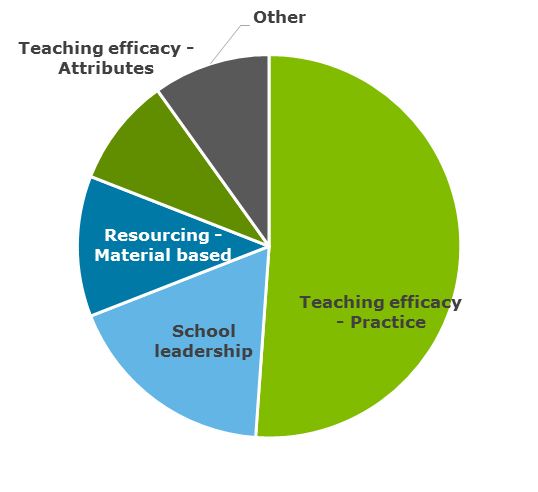 Other
Teaching efficacy –
Attributes
Resourcing –
Material based
Teaching efficacy
– Practice
School
leadership